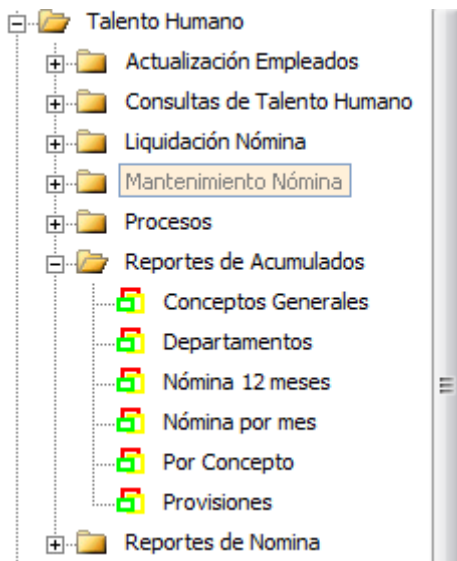 Talento Humano
Actualización Empleados
Consultas de Talento Humano
Liquidación Nómina
Mantenimiento Nómina
Procesos
Reportes de Acumulados
Conceptos Generales
Departamentos
Nómina 12 meses
Nómina por mes
Por Concepto
Provisiones
Reportes de Nomina